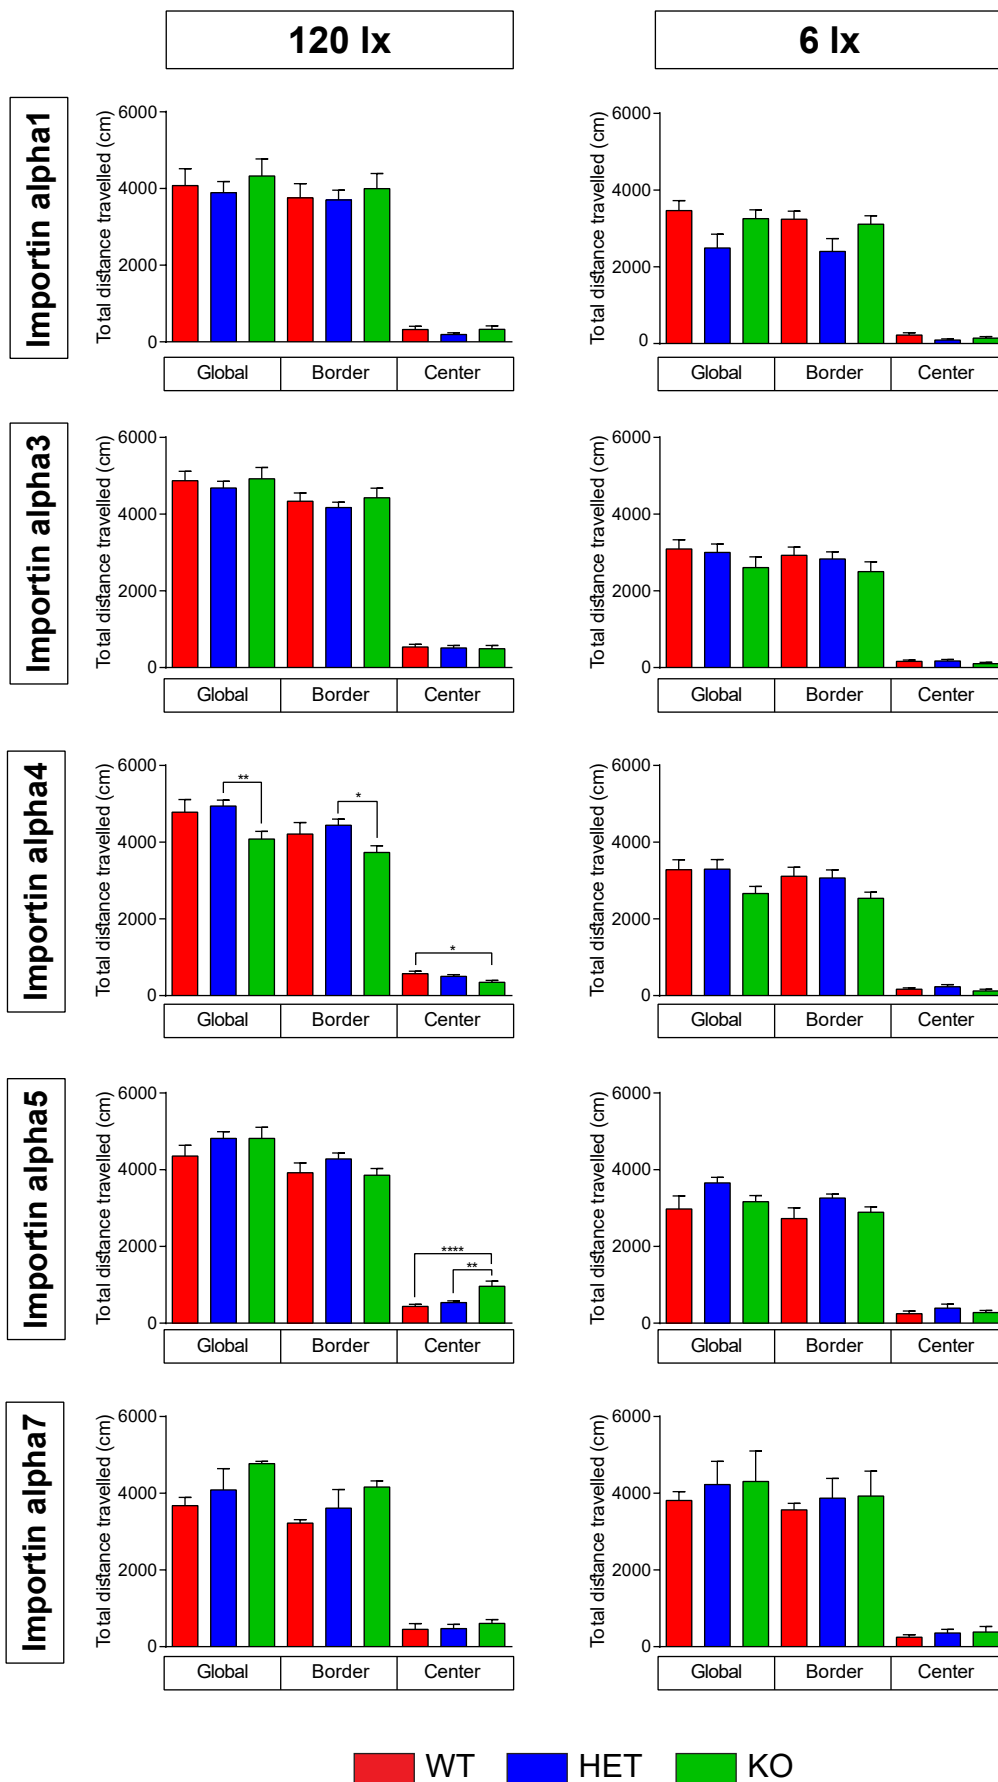 120 lx
6 lx
Importin alpha1
Total distance travelled (cm)
6000
4000
2000
0
Global Border Center
Total distance travelled (cm)
6000
4000
2000
0
Global Border Center
Importin alpha3
Total distance travelled (cm)
6000
4000
2000
0
Global Border Center
Total distance travelled (cm)
6000
4000
2000
0
Global Border Center
Importin alpha4
Total distance travelled (cm)
6000
4000
2000
0
**
*
*
Global Border Center
Total distance travelled (cm)
6000
4000
2000
0
Global Border Center
Importin alpha5
Total distance travelled (cm)
6000
4000
2000
0
****
**
Global Border Center
Total distance travelled (cm)
6000
4000
2000
0
Global Border Center
Importin alpha7
Total distance travelled (cm)
6000
4000
2000
0
Global Border Center
Total distance travelled (cm)
6000
4000
2000
0
Global Border Center
WT HET KO